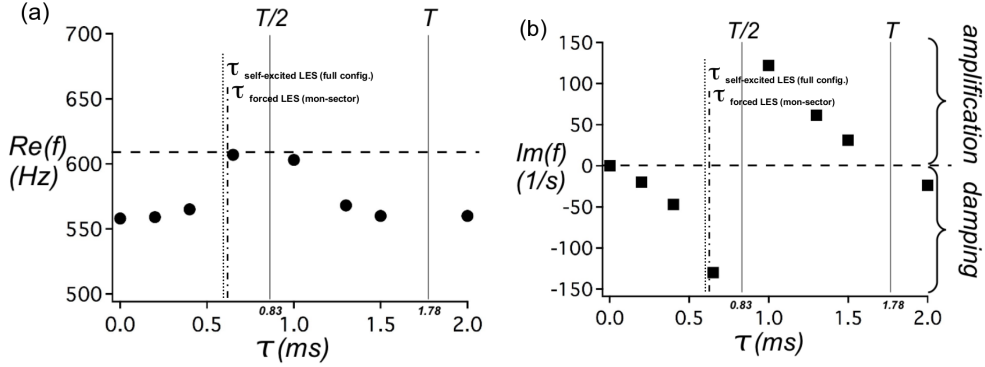 (a)
T/2
T
700
650
600
550
500
Re(f)
(Hz)
τ self-excited LES (full config.)
τ forced LES (mon-sector)
0.83
1.78
0.0
0.5
1.0
1.5
2.0
τ (ms)
(b)
T/2
T
150
100
50
0
-50
-100
-150
Im(f)
(1/s)
τ self-excited LES (full config.)
τ forced LES (mon-sector)
0.83
1.78
0.0
0.5
1.0
1.5
2.0
τ (ms)
amplification
damping